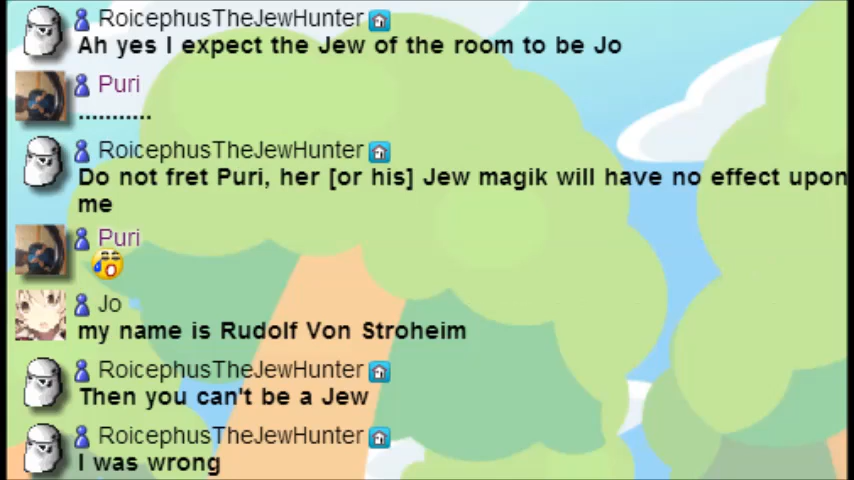 RoicephusTheJewHunter
Ah yes I expect the Jew of the room to be Jo
Puri
...........
RoicephusTheJewHunter
Do not fret Puri, her [or his] Jew magik will have no effect upon
me
Puri
Jo
my name is Rudolf Von Stroheim
RoicephusTheJewHunter
Then you can't be a Jew
RoicephusTheJewHunter
I was wrong